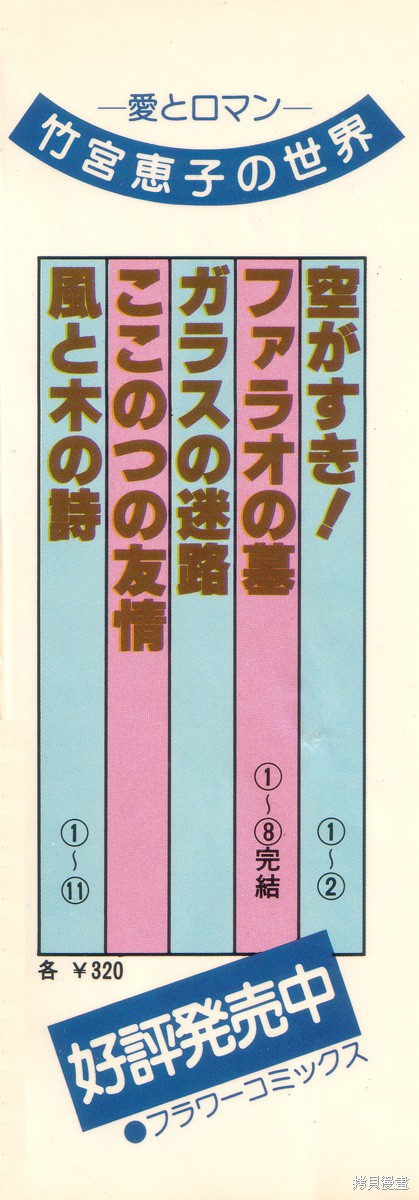 ―愛とロマン―
竹宮恵子の世界
空がすき! ①〜②
ファラオの墓 ①〜⑧完結
ガラスの迷路
ここのつの友情
風と木の詩 ①〜⑪
各 ¥320
好評発売中
●フラワーコミックス
拷貝漫畫